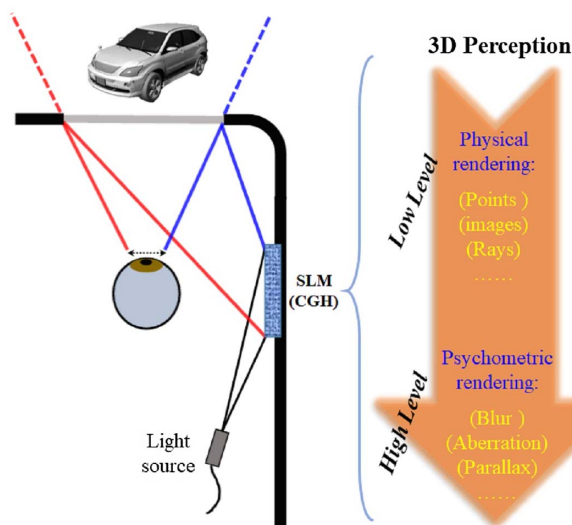 3D Perception
Low Level
Physical
rendering:
(Points )
(images)
(Rays)
……
SLM
(CGH)
High Level
Psychometric
rendering:
(Blur )
(Aberration)
(Parallax)
……
Light
source